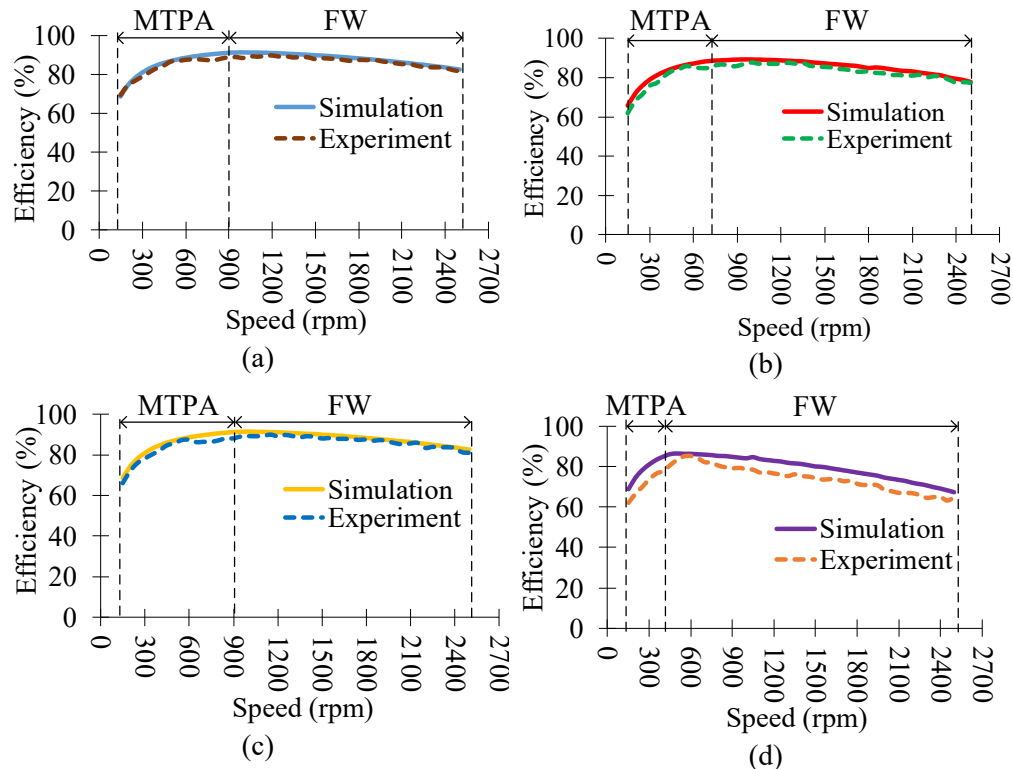 MTPA FW
Efficiency (%)
100
80
60
40
20
0
Simulation
Experiment
0 300 600 900 1200 1500 1800 2100 2400 2700
Speed (rpm)
(a)
MTPA FW
Efficiency (%)
100
80
60
40
20
0
Simulation
Experiment
0 300 600 900 1200 1500 1800 2100 2400 2700
Speed (rpm)
(b)
MTPA FW
Efficiency (%)
100
80
60
40
20
0
Simulation
Experiment
0 300 600 900 1200 1500 1800 2100 2400 2700
Speed (rpm)
(c)
MTPA FW
Efficiency (%)
100
80
60
40
20
0
Simulation
Experiment
0 300 600 900 1200 1500 1800 2100 2400 2700
Speed (rpm)
(d)